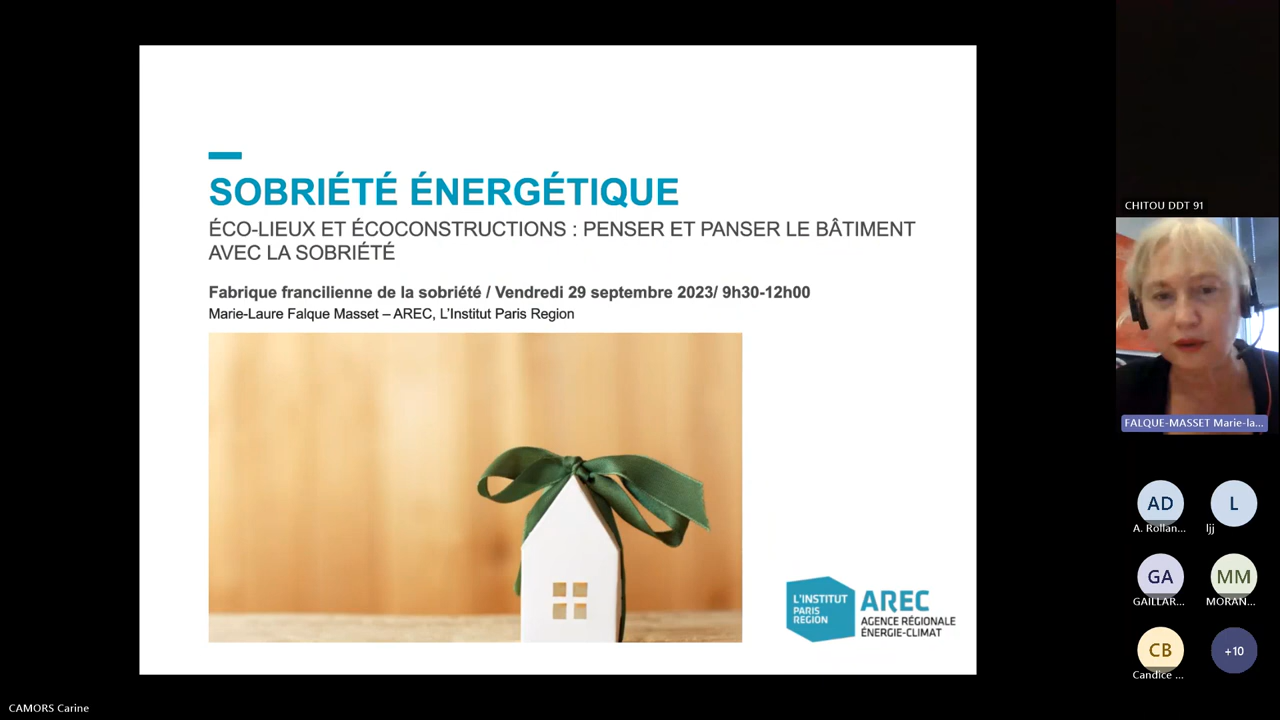 SOBRIÉTÉ ÉNERGÉTIQUE
ÉCO-LIEUX ET ÉCOCONSTRUCTIONS : PENSER ET PANSER LE BÂTIMENT
AVEC LA SOBRIÉTÉ
Fabrique francilienne de la sobriété / Vendredi 29 septembre 2023/ 9h30-12h00
Marie-Laure Falque Masset – AREC, L'Institut Paris Region
L'INSTITUT
PARIS
REGION
AREC
AGENCE RÉGIONALE
ÉNERGIE-CLIMAT
CHITOU DDT 91
FALQUE-MASSET Marie-la...
AD
L
A. Rollan...
ljj
GA
MM
GAILLAR...
MORAN...
CB
+10
Candice ...
CAMORS Carine